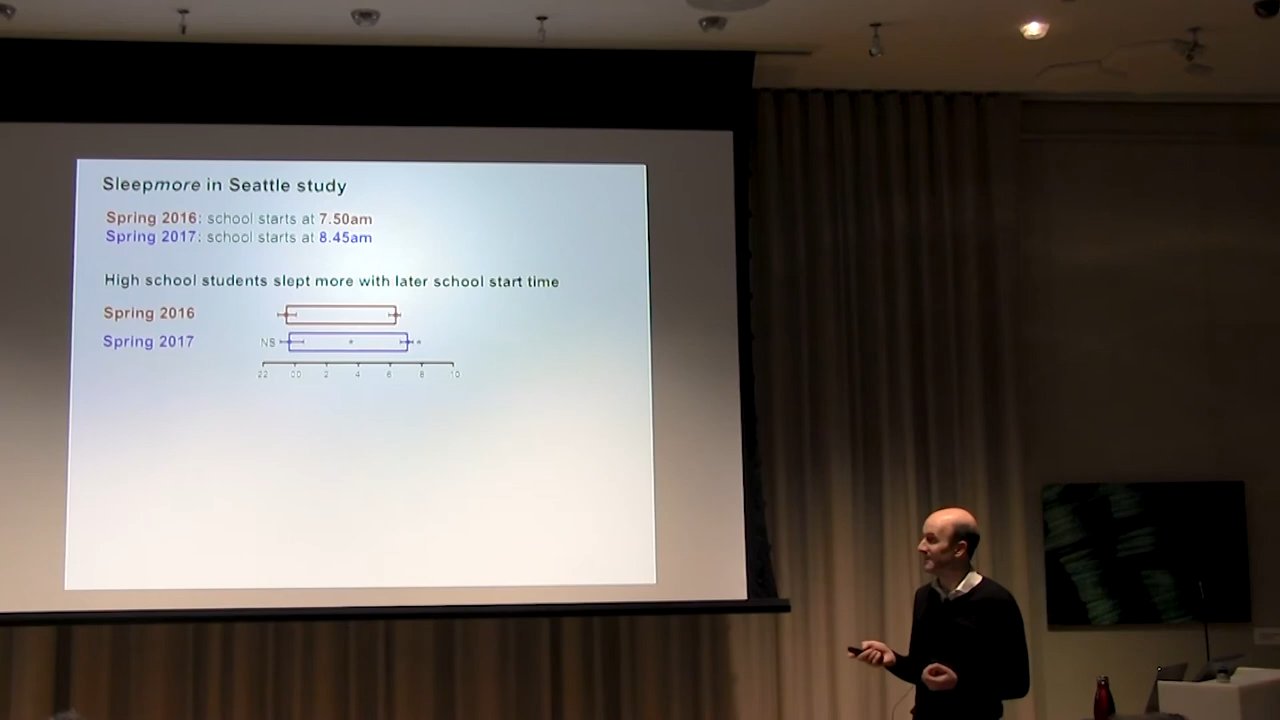 Sleepmore in Seattle study
Spring 2016: school starts at 7.50am
Spring 2017: school starts at 8.45am
High school students slept more with later school start time
Spring 2016
Spring 2017 NS * *
22 00 2 4 6 8 10